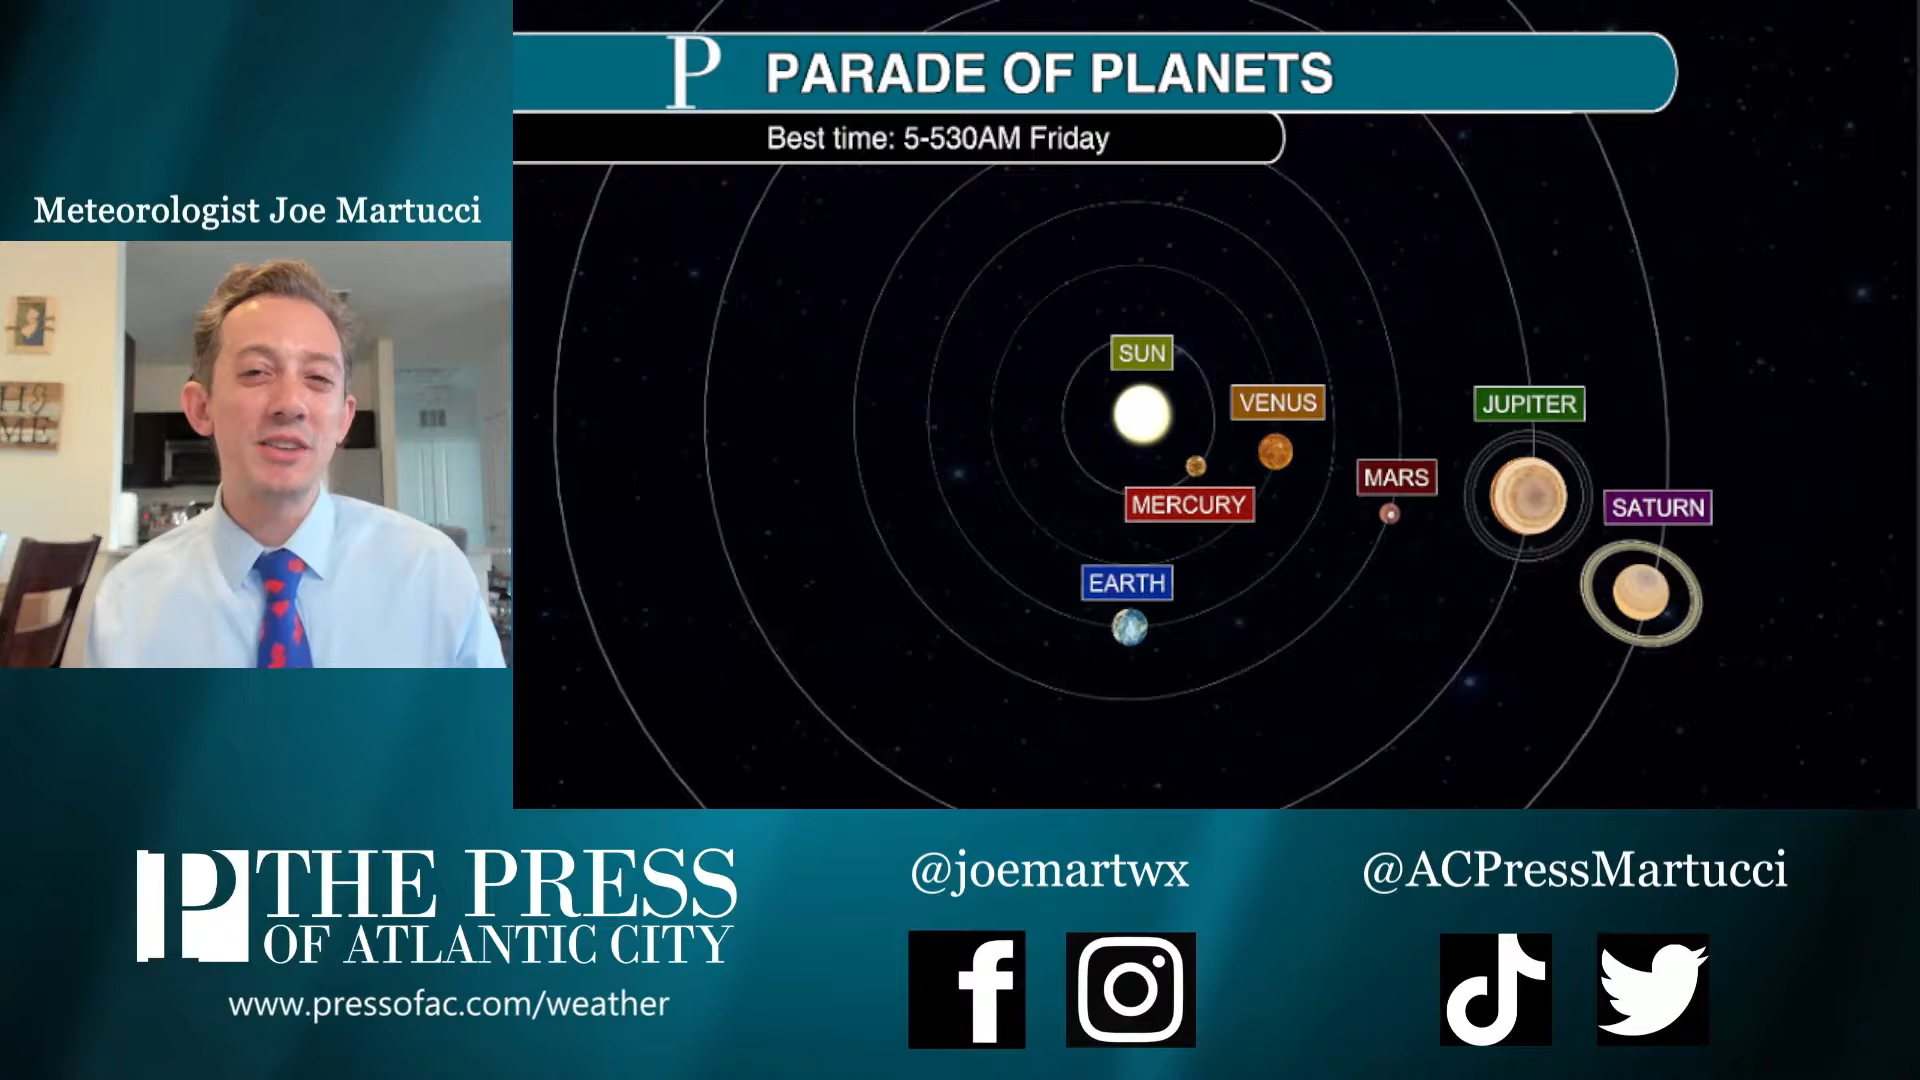 P PARADE OF PLANETS
Best time: 5-530AM Friday
Meteorologist Joe Martucci
H
ME
SUN
VENUS
JUPITER
MARS
MERCURY
SATURN
EARTH
P THE PRESS
OF ATLANTIC CITY
www.pressofac.com/weather
@joemartwx
@ACPressMartucci